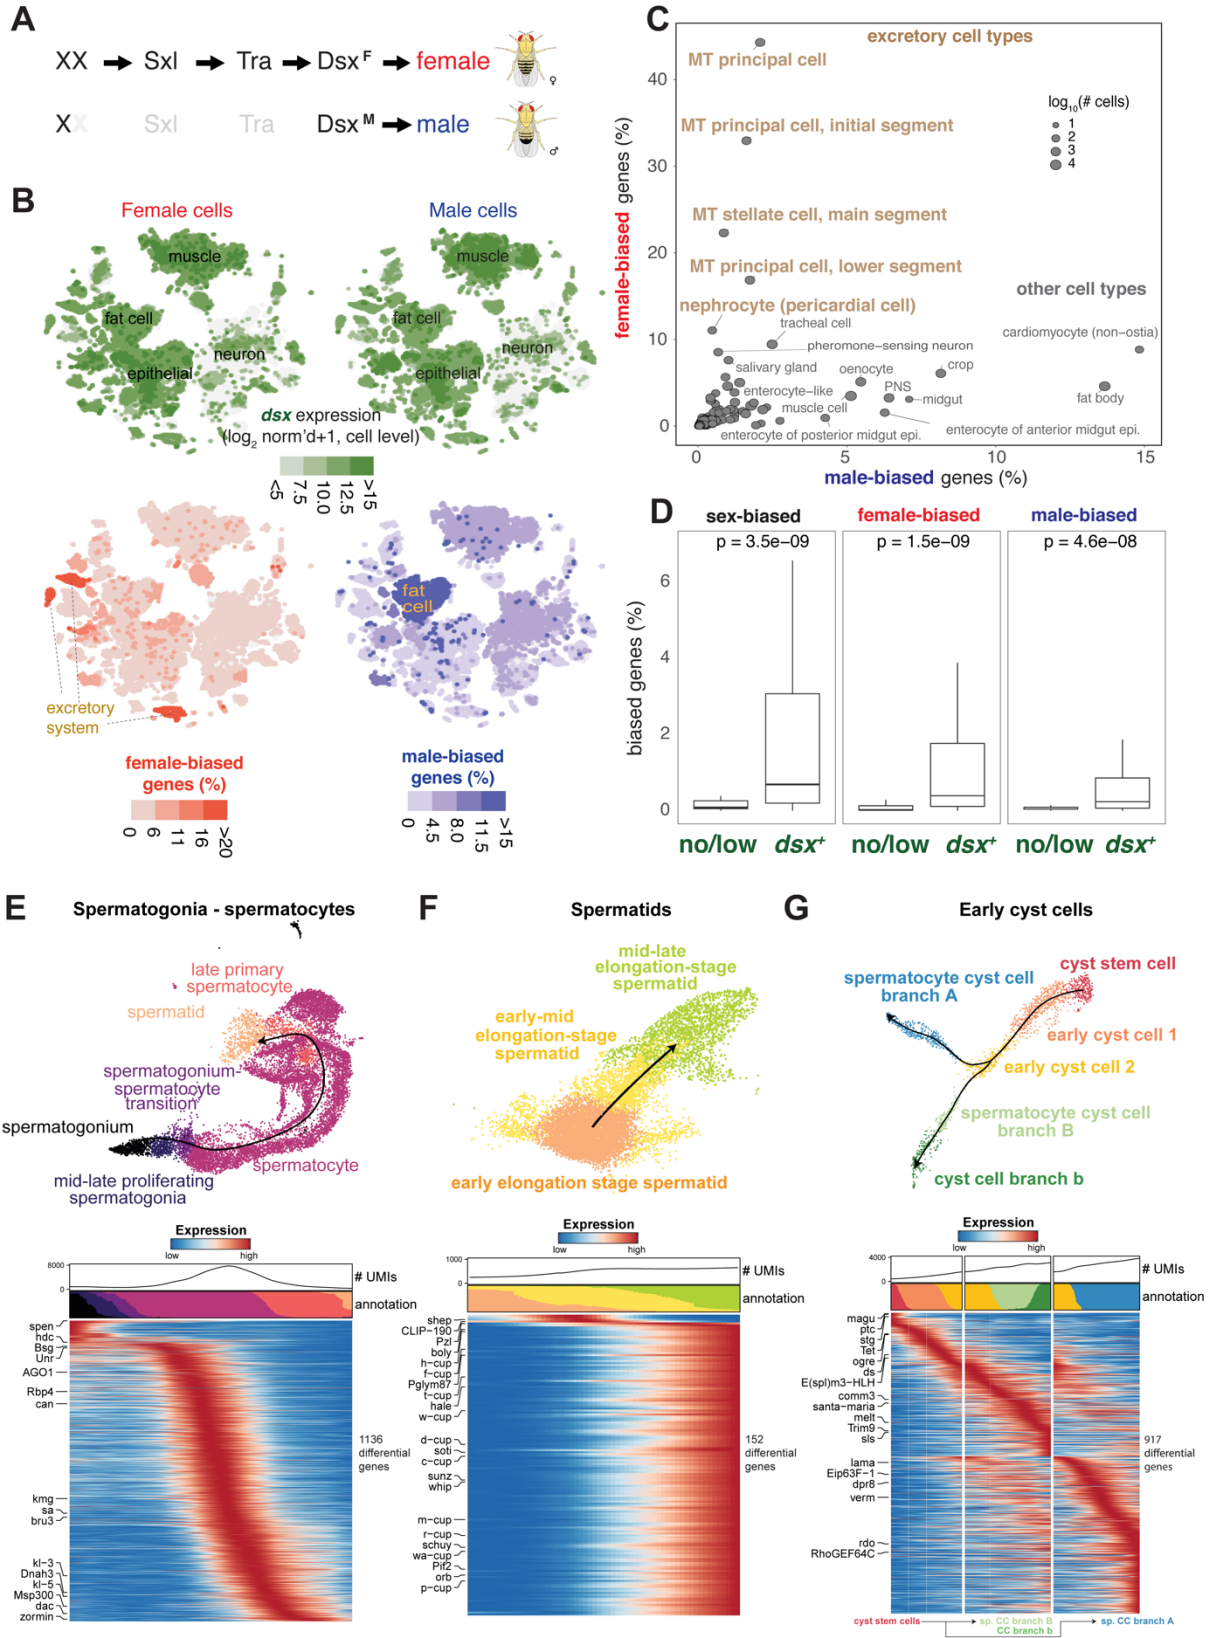 A
XX Sxl Tra Dsx F female
♀
XX Sxl Tra Dsx M male
♂
B
Female cells
Male cells
muscle
muscle
fat cell
fat cell
neuron
neuron
epithelial
epithelial
dsx expression
(log2 norm'd+1, cell level)
<5 7.5 10.0 12.5 >15
excretory
system
fat
cell
female-biased
genes (%)
0 6 11 16 >20
male-biased
genes (%)
0 4.5 8.0 11.5 >15
C
excretory cell types
MT principal cell
log10(# cells)
1
2
3
4
MT principal cell, initial segment
MT stellate cell, main segment
MT principal cell, lower segment
other cell types
nephrocyte (pericardial cell)
tracheal cell
cardiomyocyte (non-ostia)
pheromone-sensing neuron
salivary gland
oenocyte
crop
enterocyte-like
PNS
midgut
fat body
muscle cell
enterocyte of posterior midgut epi.
enterocyte of anterior midgut epi.
40
30
20
10
0
female-biased genes (%)
0 5 10 15
male-biased genes (%)
D
sex-biased female-biased male-biased
p = 3.5e-09 p = 1.5e-09 p = 4.6e-08
6
4
2
0
biased genes (%)
no/low dsx+ no/low dsx+ no/low dsx+
E
Spermatogonia - spermatocytes
late primary
spermatocyte
spermatid
spermatogonium-
spermatocyte
transition
spermatogonium
spermatocyte
mid-late proliferating
spermatogonia
Expression
low high
8000
0
# UMIs
annotation
spen
hdc
Bsg
Unr
AGO1
Rbp4
can
kmg
sa
bru3
kl-3
Dnah3
kl-5
Msp300
dac
zormin
1136
differential
genes
F
Spermatids
mid-late
elongation-stage
spermatid
early-mid
elongation-stage
spermatid
early elongation stage spermatid
Expression
low high
1000
0
# UMIs
annotation
shep
CLIP-190
Pzl
boly
h-cup
f-cup
Pglym87
t-cup
hale
w-cup
d-cup
soti
c-cup
sunz
whip
m-cup
r-cup
schuy
wa-cup
Pif2
orb
p-cup
152
differential
genes
G
Early cyst cells
cyst stem cell
spermatocyte cyst cell
branch A
early cyst cell 1
early cyst cell 2
spermatocyte cyst cell
branch B
cyst cell branch b
Expression
low high
4000
0
# UMIs
annotation
magu
ptc
stg
Tet
ogre
ds
E(spl)m3-HLH
comm3
santa-maria
melt
Trim9
sls
lama
Eip63F-1
dpr8
verm
rdo
RhoGEF64C
917
differential
genes
cyst stem cells sp. CC branch B sp. CC branch A
CC branch b